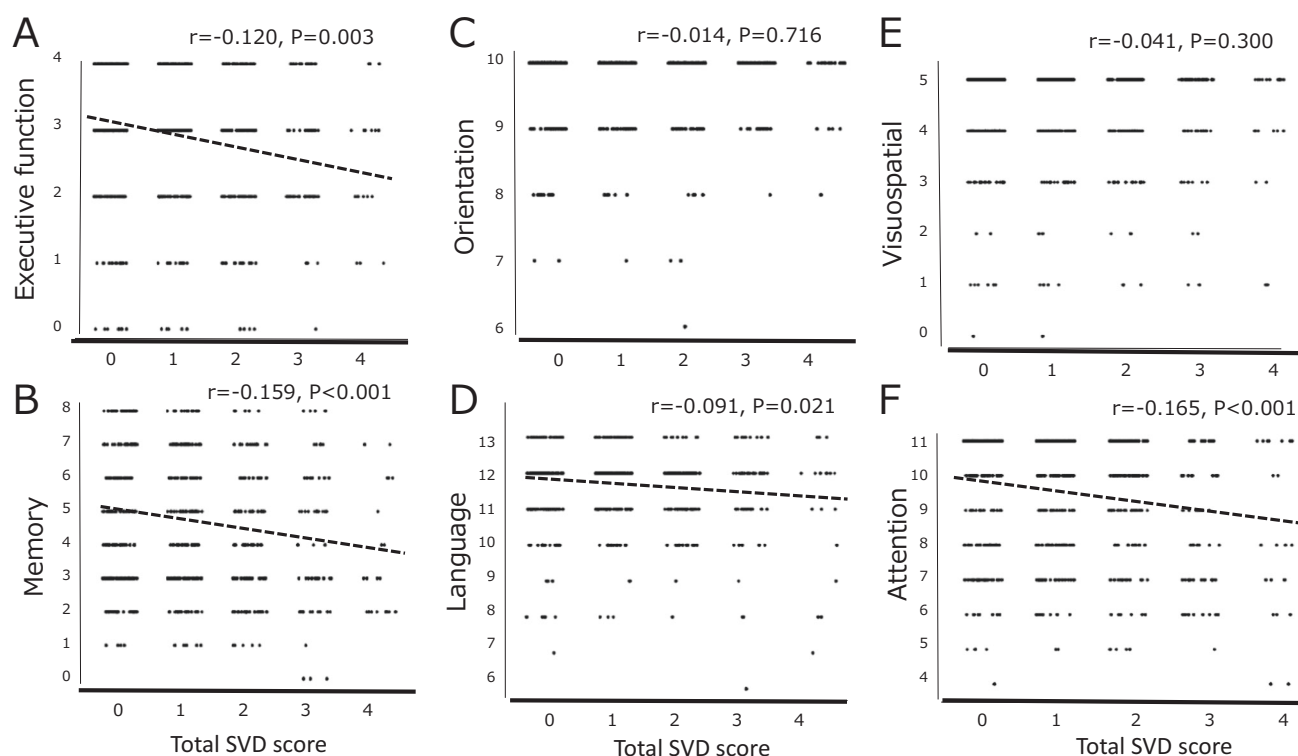 A
r=-0.120, P=0.003
Executive function
4
3
2
1
0
0 1 2 3 4
C
r=-0.014, P=0.716
Orientation
10
9
8
7
6
0 1 2 3 4
E
r=-0.041, P=0.300
Visuospatial
5
4
3
2
1
0
0 1 2 3 4
B
r=-0.159, P<0.001
Memory
8
7
6
5
4
3
2
1
0
0 1 2 3 4
Total SVD score
D
r=-0.091, P=0.021
Language
13
12
11
10
9
8
7
6
0 1 2 3 4
Total SVD score
F
r=-0.165, P<0.001
Attention
11
10
9
8
7
6
5
4
0 1 2 3 4
Total SVD score